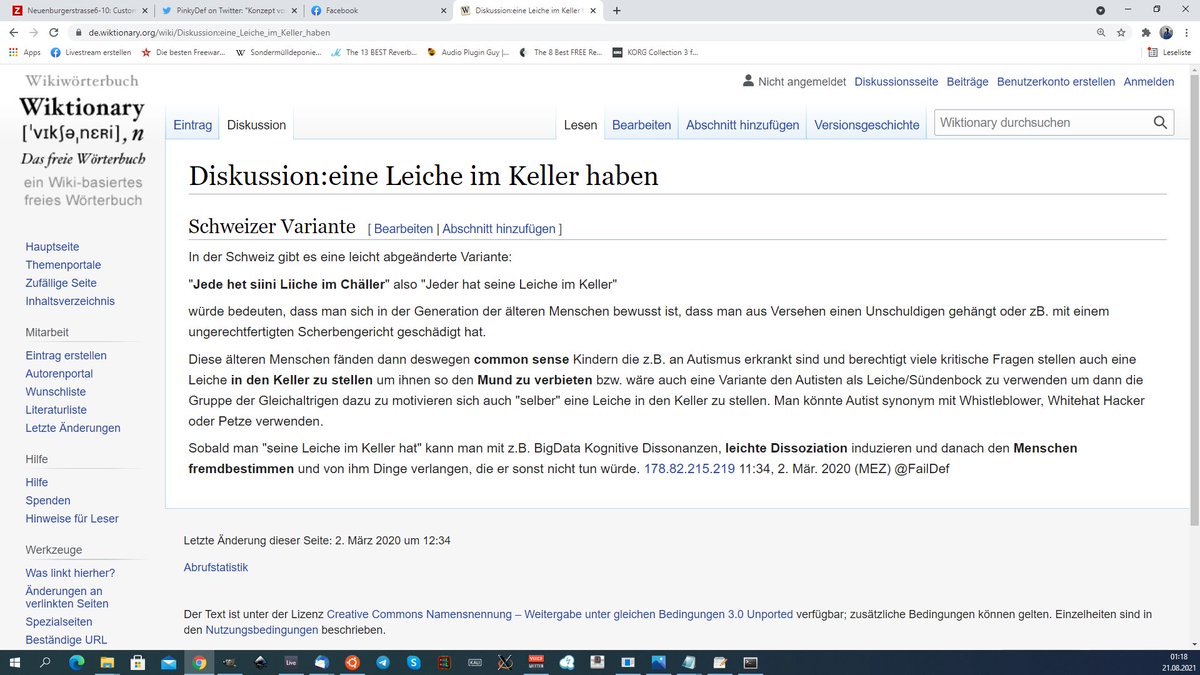 Neuenburgerstrasse6-10: Custom
PinkyDef on Twitter: "Konzept vo
Facebook
Diskussion:eine Leiche im Keller
de.wiktionary.org/wiki/Diskussion:eine_Leiche_im_Keller_haben
Apps
Livestream erstellen
Die besten Freewar...
Sondermülldeponie...
The 13 BEST Reverb...
Audio Plugin Guy |...
The 8 Best FREE Re...
KORG Collection 3 f...
Leseliste
Wikiwörterbuch
Wiktionary
[ˈvɪkʃəˌnɛʀi], n
Das freie Wörterbuch
ein Wiki-basiertes
freies Wörterbuch
Nicht angemeldet Diskussionsseite Beiträge Benutzerkonto erstellen Anmelden
Eintrag Diskussion
Lesen Bearbeiten Abschnitt hinzufügen Versionsgeschichte
Wiktionary durchsuchen
Hauptseite
Themenportale
Zufällige Seite
Inhaltsverzeichnis
Mitarbeit
Eintrag erstellen
Autorenportal
Wunschliste
Literaturliste
Letzte Änderungen
Hilfe
Hilfe
Spenden
Hinweise für Leser
Werkzeuge
Was linkt hierher?
Änderungen an
verlinkten Seiten
Spezialseiten
Beständige URL
Diskussion:eine Leiche im Keller haben
Schweizer Variante [ Bearbeiten | Abschnitt hinzufügen ]
In der Schweiz gibt es eine leicht abgeänderte Variante:
"Jede het siini Liiche im Chäller" also "Jeder hat seine Leiche im Keller"
würde bedeuten, dass man sich in der Generation der älteren Menschen bewusst ist, dass man aus Versehen einen Unschuldigen gehängt oder zB. mit einem
ungerechtfertigten Scherbengericht geschädigt hat.
Diese älteren Menschen fänden dann deswegen common sense Kindern die z.B. an Autismus erkrankt sind und berechtigt viele kritische Fragen stellen auch eine
Leiche in den Keller zu stellen um ihnen so den Mund zu verbieten bzw. wäre auch eine Variante den Autisten als Leiche/Sündenbock zu verwenden um dann die
Gruppe der Gleichaltrigen dazu zu motivieren sich auch "selber" eine Leiche in den Keller zu stellen. Man könnte Autist synonym mit Whistleblower, Whitehat Hacker
oder Petze verwenden.
Sobald man "seine Leiche im Keller hat" kann man mit z.B. BigData Kognitive Dissonanzen, leichte Dissoziation induzieren und danach den Menschen
fremdbestimmen und von ihm Dinge verlangen, die er sonst nicht tun würde. 178.82.215.219 11:34, 2. Mär. 2020 (MEZ) @FailDef
Letzte Änderung dieser Seite: 2. März 2020 um 12:34
Abrufstatistik
Der Text ist unter der Lizenz Creative Commons Namensnennung – Weitergabe unter gleichen Bedingungen 3.0 Unported verfügbar; zusätzliche Bedingungen können gelten. Einzelheiten sind in
den Nutzungsbedingungen beschrieben.
Live
01:18
21.08.2021